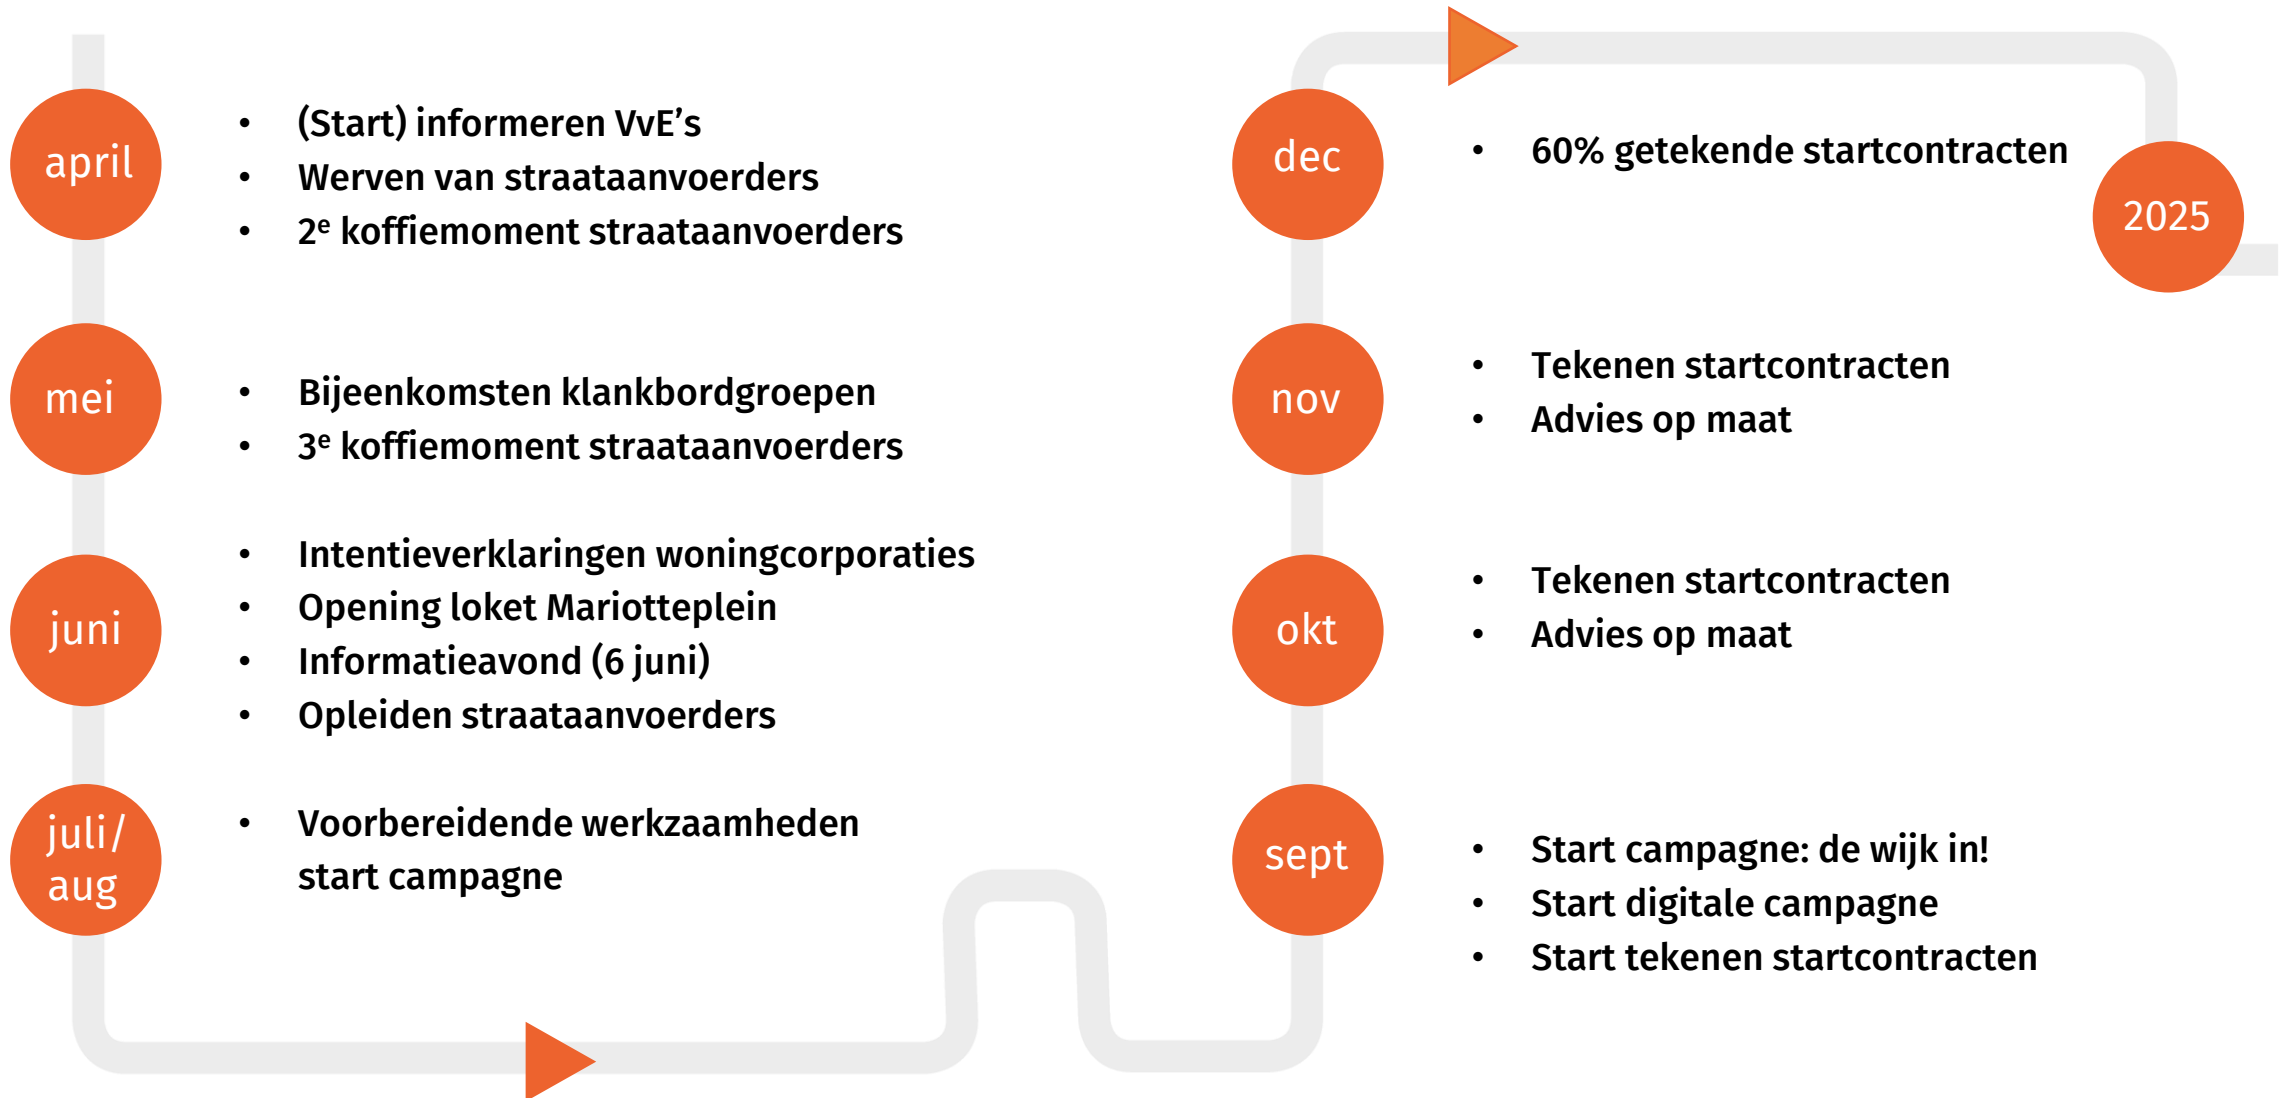 april
• (Start) informeren VvE’s
• Werven van straataanvoerders
• 2e koffiemoment straataanvoerders
mei
• Bijeenkomsten klankbordgroepen
• 3e koffiemoment straataanvoerders
juni
• Intentieverklaringen woningcorporaties
• Opening loket Mariotteplein
• Informatieavond (6 juni)
• Opleiden straataanvoerders
juli/
aug
• Voorbereidende werkzaamheden
start campagne
sept
• Start campagne: de wijk in!
• Start digitale campagne
• Start tekenen startcontracten
okt
• Tekenen startcontracten
• Advies op maat
nov
• Tekenen startcontracten
• Advies op maat
dec
• 60% getekende startcontracten
2025